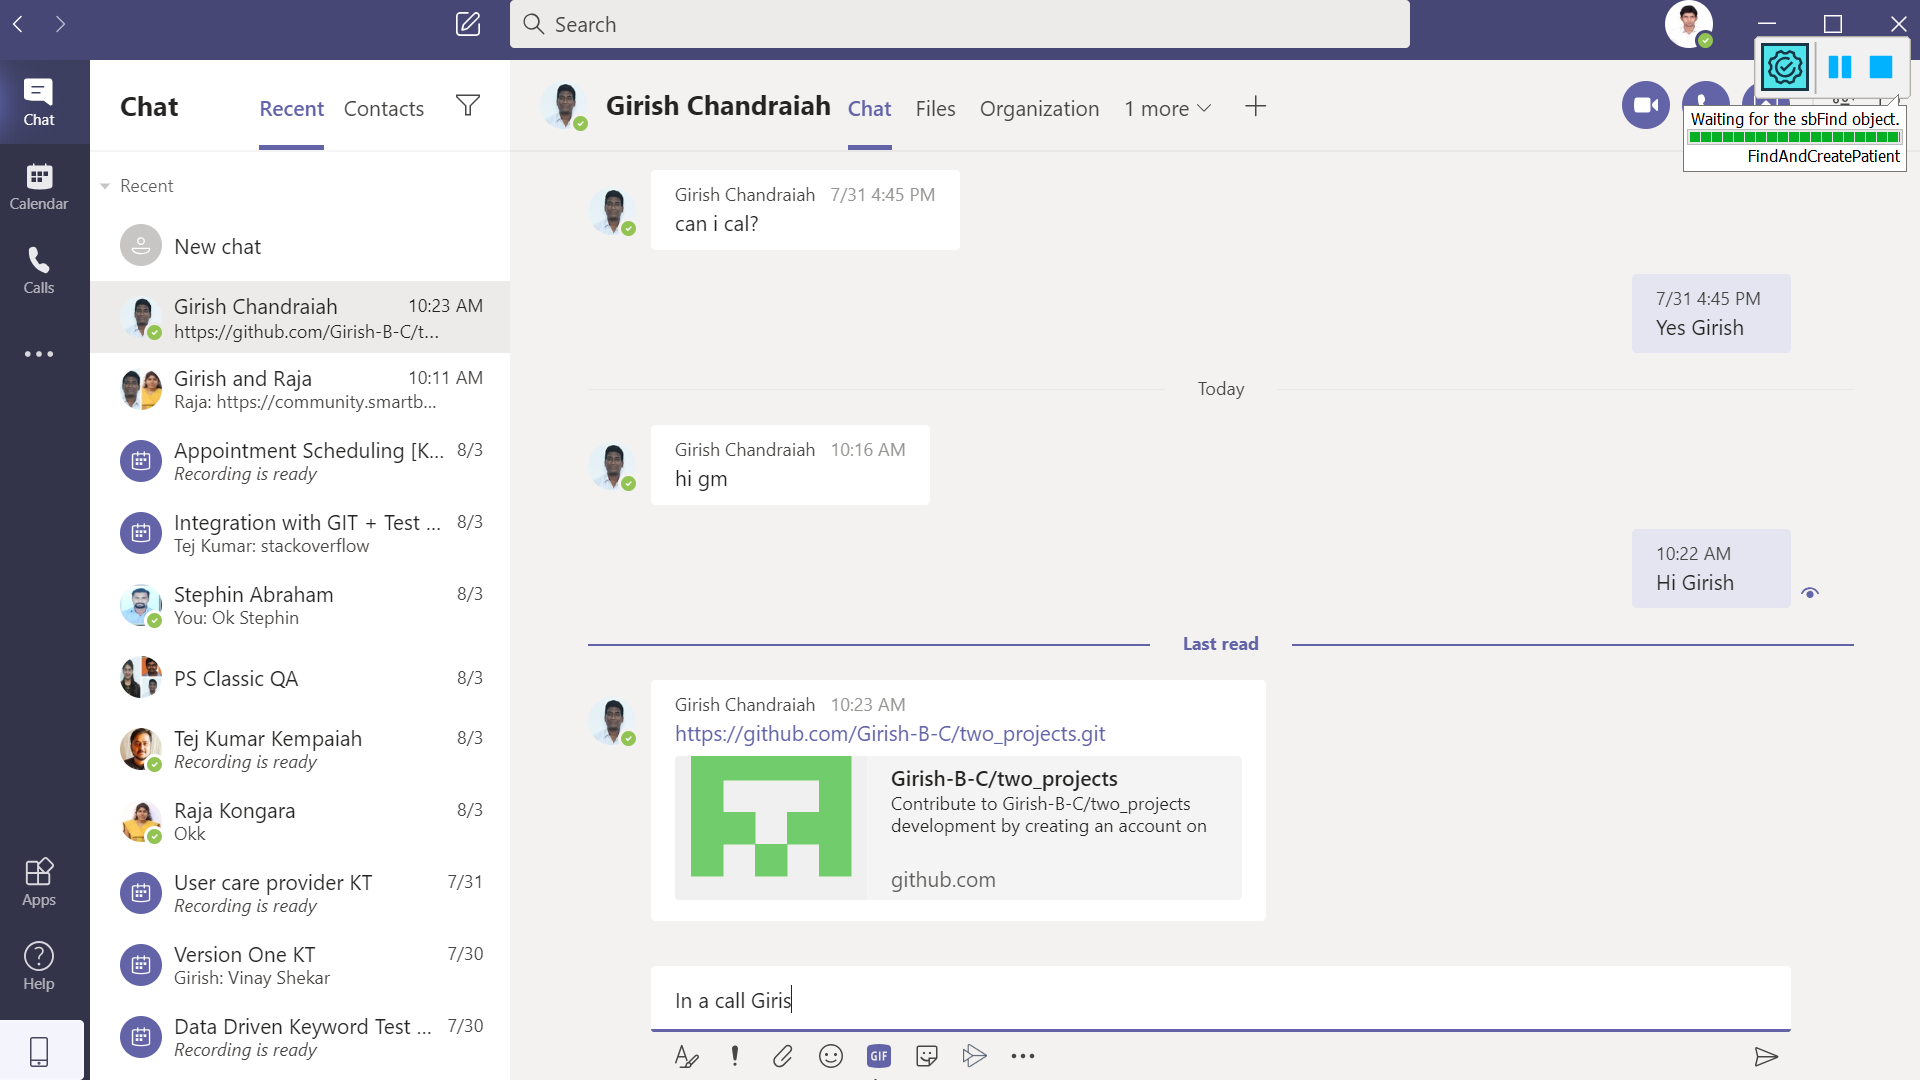 Search
Chat
Calendar
Calls
Apps
Help
Chat
Recent
Contacts
Recent
New chat
Girish Chandraiah 10:23 AM
https://github.com/Girish-B-C/t...
Girish and Raja 10:11 AM
Raja: https://community.smartb...
Appointment Scheduling [K... 8/3
Recording is ready
Integration with GIT + Test ... 8/3
Tej Kumar: stackoverflow
Stephin Abraham 8/3
You: Ok Stephin
PS Classic QA 8/3
Tej Kumar Kempaiah 8/3
Recording is ready
Raja Kongara 8/3
Okk
User care provider KT 7/31
Recording is ready
Version One KT 7/30
Girish: Vinay Shekar
Data Driven Keyword Test ... 7/30
Recording is ready
Girish Chandraiah Chat Files Organization 1 more
Waiting for the sbFind object.
FindAndCreatePatient
Girish Chandraiah 7/31 4:45 PM
can i cal?
7/31 4:45 PM
Yes Girish
Today
Girish Chandraiah 10:16 AM
hi gm
10:22 AM
Hi Girish
Last read
Girish Chandraiah 10:23 AM
https://github.com/Girish-B-C/two_projects.git
Girish-B-C/two_projects
Contribute to Girish-B-C/two_projects
development by creating an account on
github.com
In a call Giris
GIF